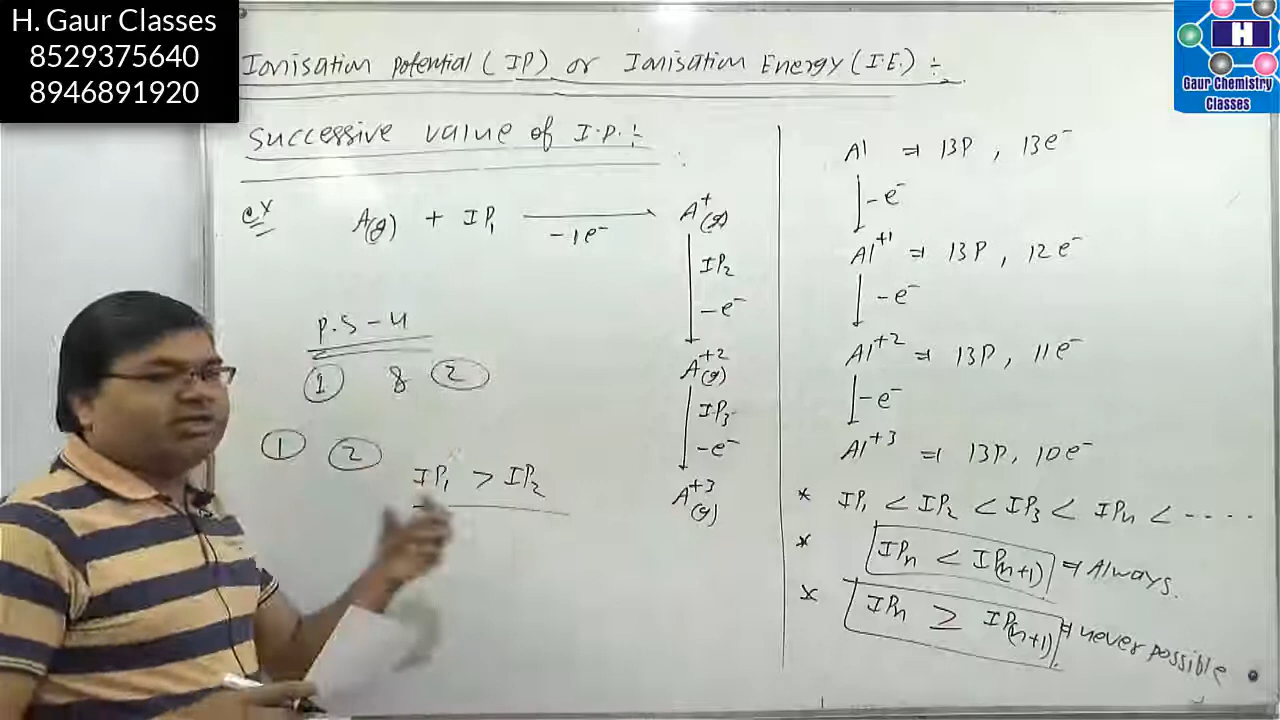 H. Gaur Classes
8529375640
8946891920
H
Gaur Chemistry
Classes
Ionisation Potential (IP) or Ionisation Energy (I.E.) ÷
Successive value of I.P. ÷
ex
A(g) + IP₁ A⁺(g)
-1e⁻
IP₂
-e⁻
A⁺²(g)
IP₃
-e⁻
A⁺³(g)
P.S-4
1 & 2
1 2
IP₁ > IP₂
Al ⇒ 13P , 13e⁻
-e⁻
Al⁺¹ ⇒ 13P , 12e⁻
-e⁻
Al⁺² ⇒ 13P, 11e⁻
-e⁻
Al⁺³ ⇒ 13P, 10e⁻
* IP₁ < IP₂ < IP₃ < IPn < ----
* IPn < IP(n+1) ⇒ Always.
* IPn ≥ IP(n+1) ⇒ never possible